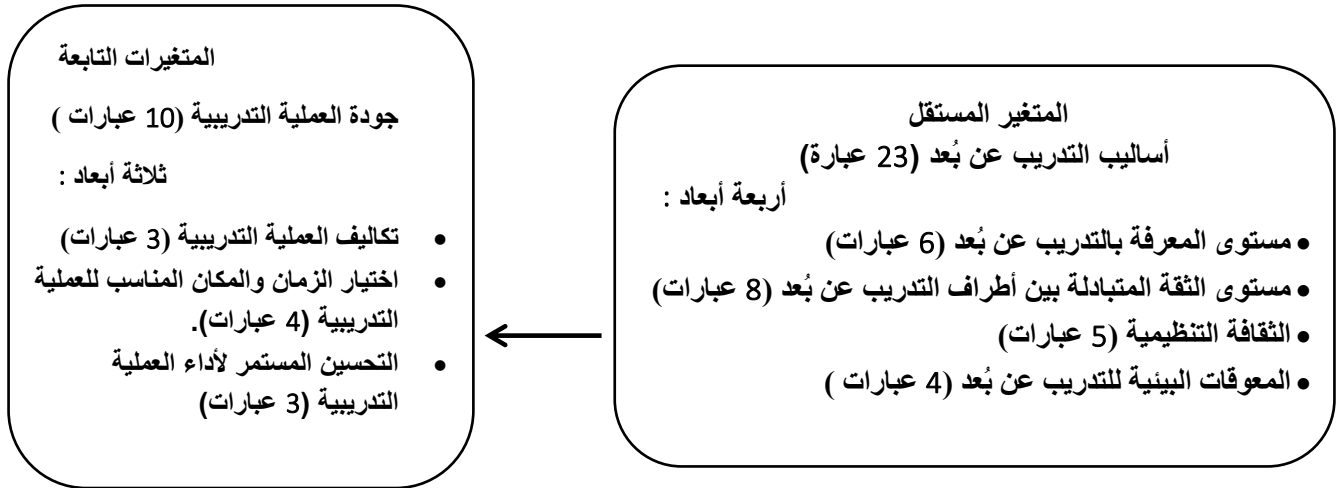 المتغير المستقل
أساليب التدريب عن بُعد (23 عبارة)
أربعة أبعاد :
• مستوى المعرفة بالتدريب عن بُعد (6 عبارات)
• مستوى الثقة المتبادلة بين أطراف التدريب عن بُعد (8 عبارات)
• الثقافة التنظيمية (5 عبارات)
• المعوقات البيئية للتدريب عن بُعد (4 عبارات )
المتغيرات التابعة
جودة العملية التدريبية (10 عبارات )
ثلاثة أبعاد :
• تكاليف العملية التدريبية (3 عبارات)
• اختيار الزمان والمكان المناسب للعملية
التدريبية (4 عبارات).
• التحسين المستمر لأداء العملية
التدريبية (3 عبارات)